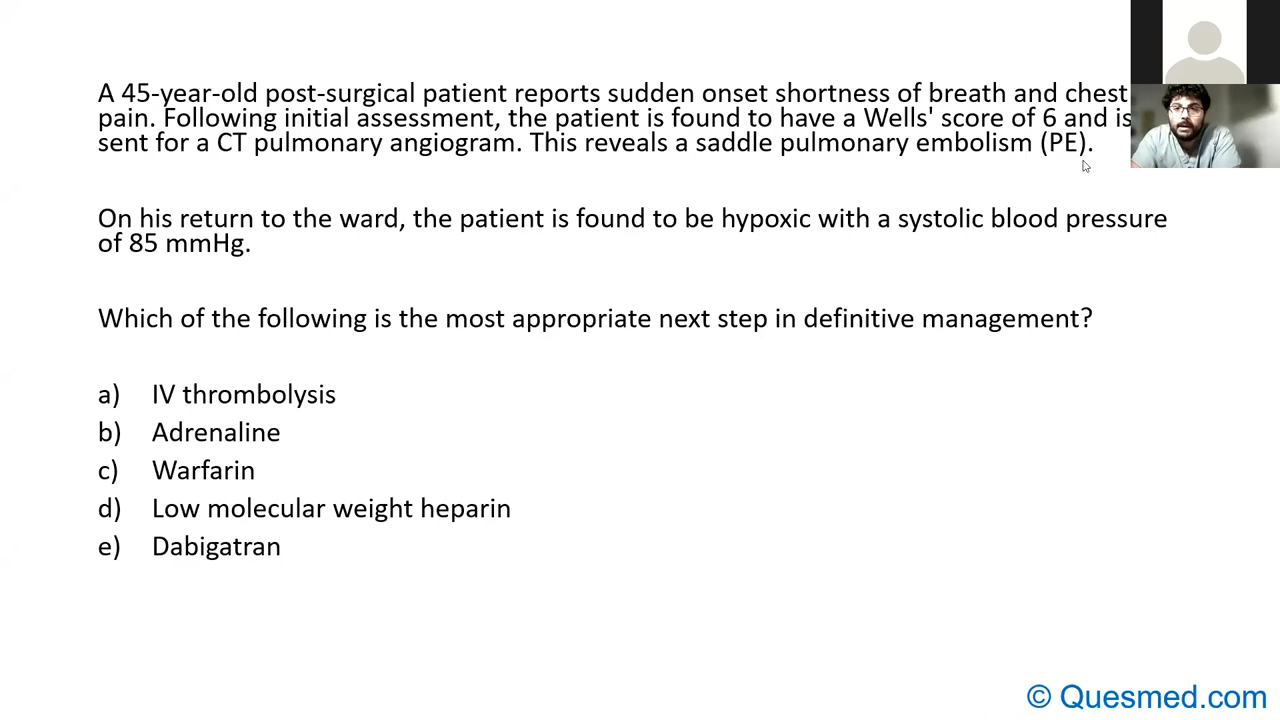 A 45-year-old post-surgical patient reports sudden onset shortness of breath and chest
pain. Following initial assessment, the patient is found to have a Wells' score of 6 and is
sent for a CT pulmonary angiogram. This reveals a saddle pulmonary embolism (PE).
On his return to the ward, the patient is found to be hypoxic with a systolic blood pressure
of 85 mmHg.
Which of the following is the most appropriate next step in definitive management?
a) IV thrombolysis
b) Adrenaline
c) Warfarin
d) Low molecular weight heparin
e) Dabigatran
© Quesmed.com